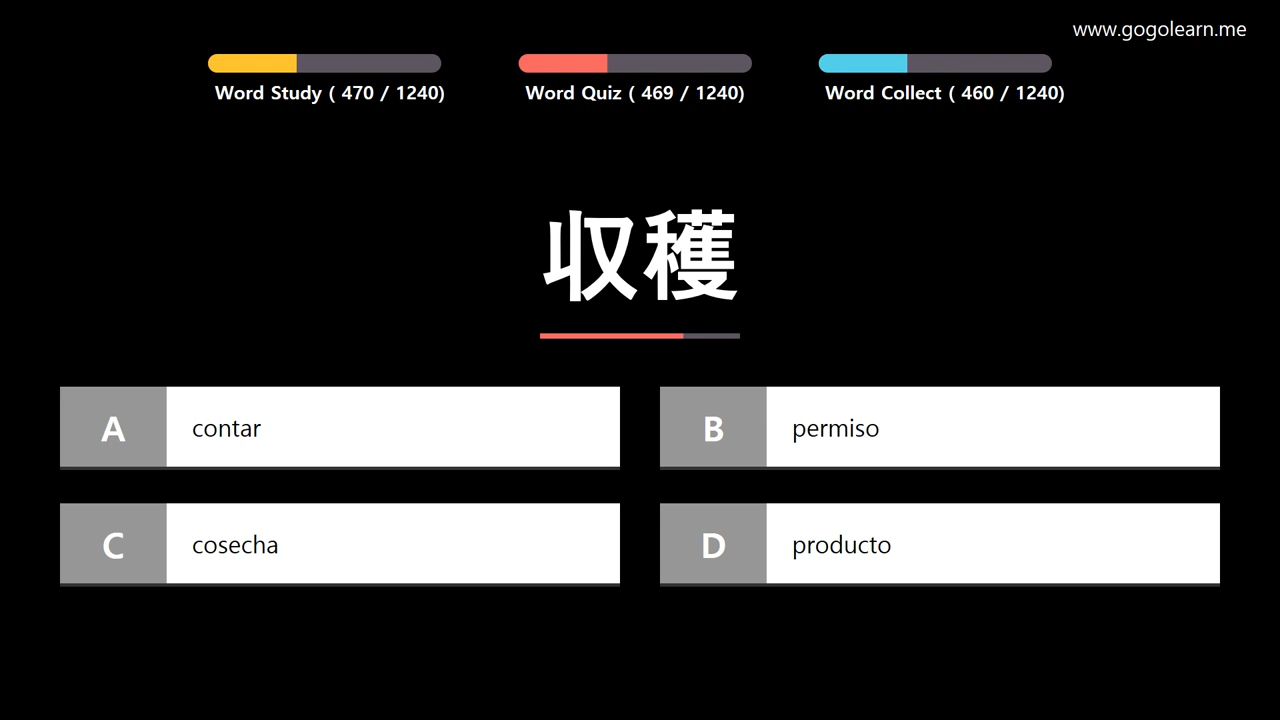 www.gogolearn.me
Word Study ( 470 / 1240)
Word Quiz ( 469 / 1240)
Word Collect ( 460 / 1240)
収穫
A contar
B permiso
C cosecha
D producto